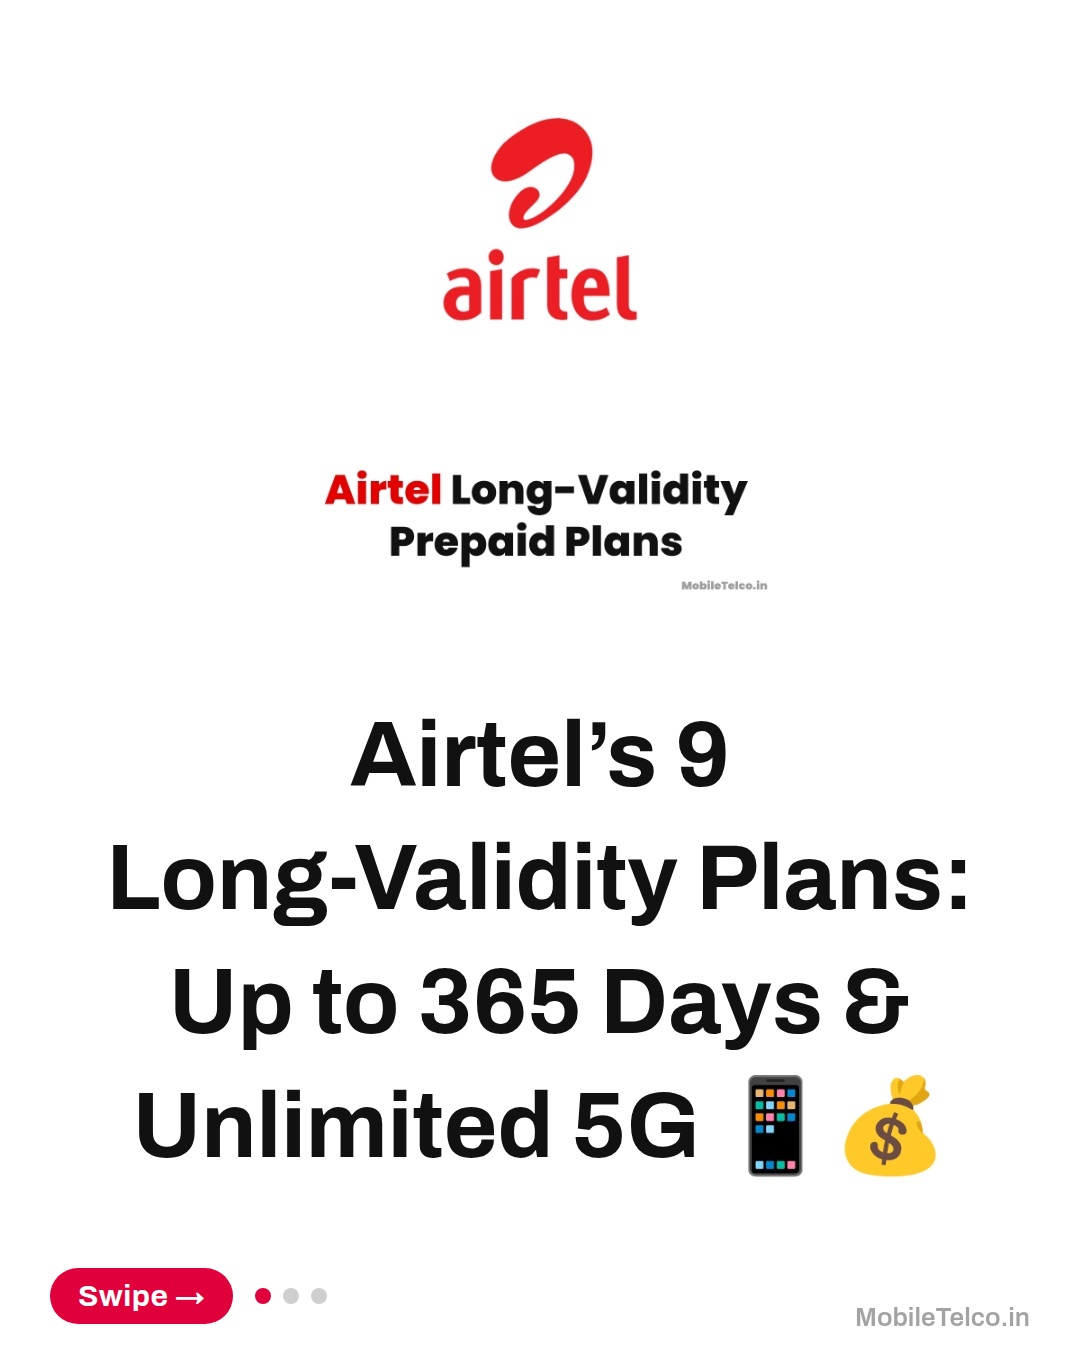 airtel
Airtel Long-Validity
Prepaid Plans
MobileTelco.in
Airtel’s 9
Long-Validity Plans:
Up to 365 Days &
Unlimited 5G 📱 💰
Swipe →
MobileTelco.in